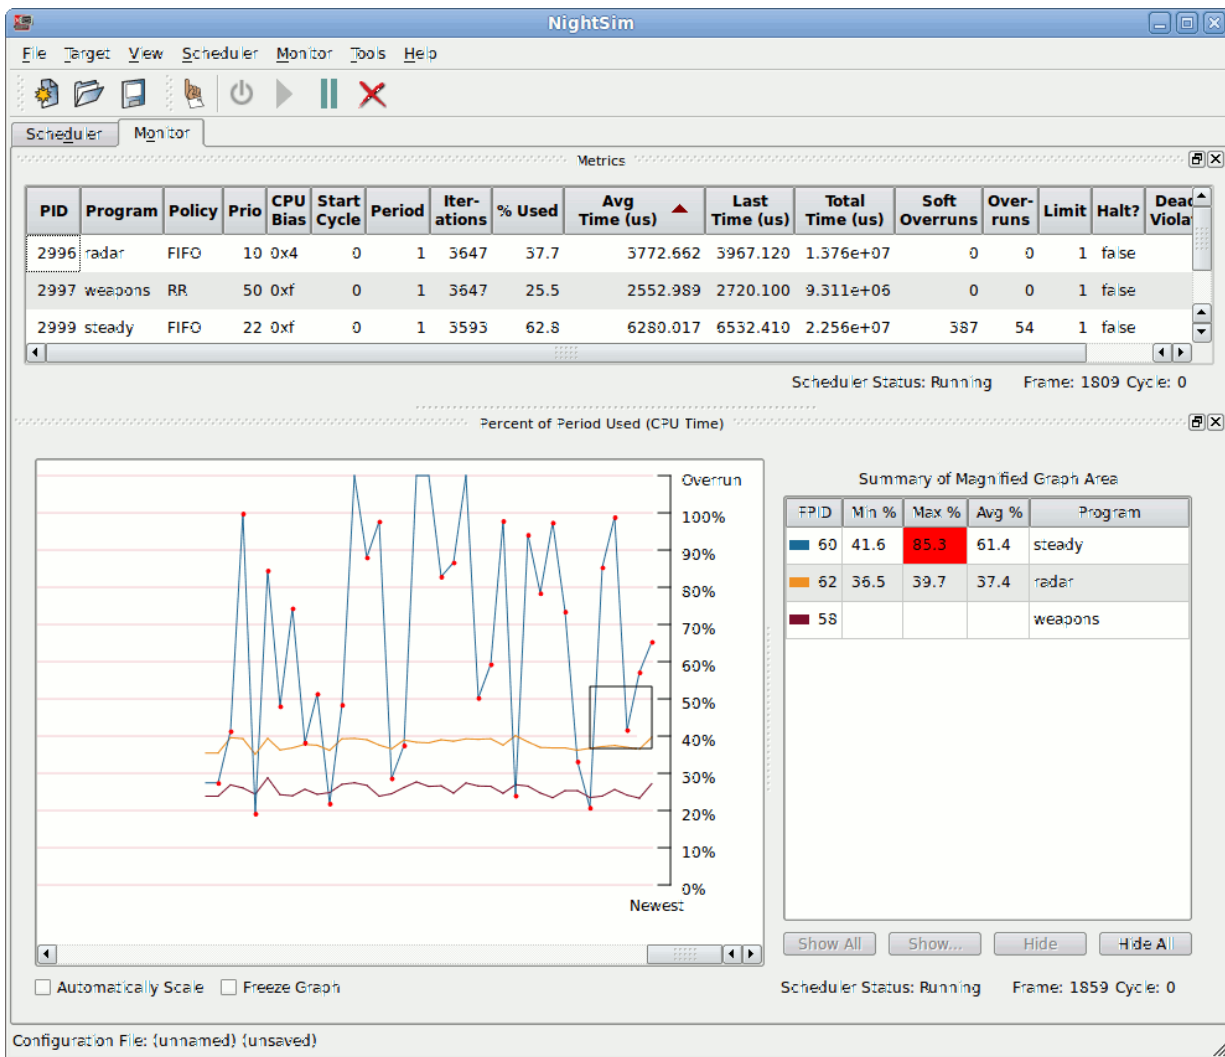 NightSim
File Target View Scheduler Monitor Tools Help
Scheduler Monitor
Metrics
PID Program Policy Prio CPU Bias Start Cycle Period Iter-ations % Used Avg Time (us) Last Time (us) Total Time (us) Soft Overruns Over-runs Limit Halt? Dead Viola
2996 radar FIFO 10 0x4 0 1 3647 37.7 3772.662 3967.120 1.376e+07 0 0 1 false
2997 weapons RR 50 0xf 0 1 3647 25.5 2552.989 2720.100 9.311e+06 0 0 1 false
2999 steady FIFO 22 0xf 0 1 3593 62.8 6280.017 6532.410 2.256e+07 387 54 1 false
Scheduler Status: Running Frame: 1809 Cycle: 0
Percent of Period Used (CPU Time)
Overrun
100%
90%
80%
70%
60%
50%
40%
30%
20%
10%
0%
Newest
Summary of Magnified Graph Area
FPID Min % Max % Avg % Program
60 41.6 85.3 61.4 steady
62 36.5 39.7 37.4 radar
58 weapons
Show All Show... Hide Hide All
Automatically Scale Freeze Graph
Scheduler Status: Running Frame: 1859 Cycle: 0
Configuration File: (unnamed) (unsaved)